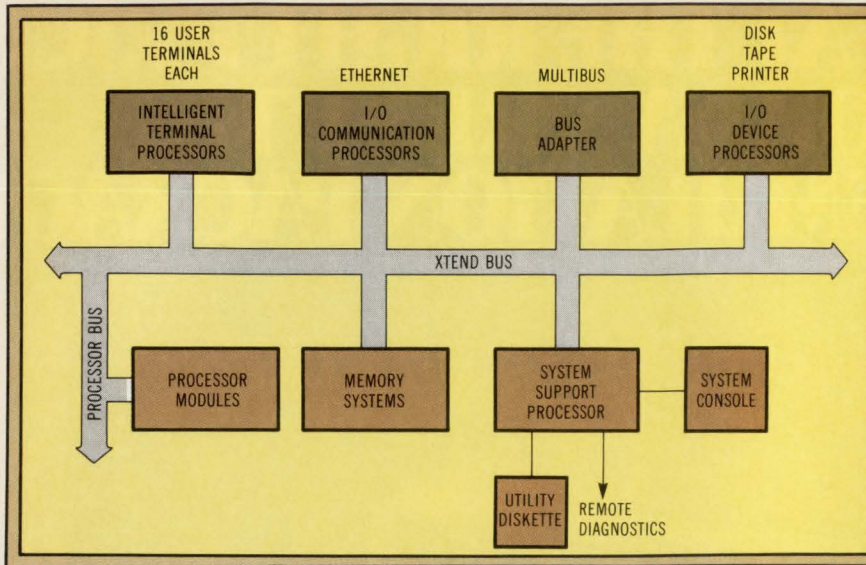 16 USER
TERMINALS
EACH
ETHERNET
MULTIBUS
DISK
TAPE
PRINTER
INTELLIGENT
TERMINAL
PROCESSORS
I/O
COMMUNICATION
PROCESSORS
BUS
ADAPTER
I/O
DEVICE
PROCESSORS
XTEND BUS
PROCESSOR BUS
PROCESSOR
MODULES
MEMORY
SYSTEMS
SYSTEM
SUPPORT
PROCESSOR
SYSTEM
CONSOLE
UTILITY
DISKETTE
REMOTE
DIAGNOSTICS